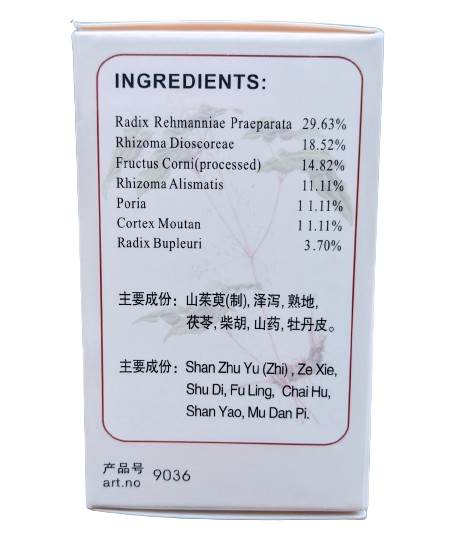 INGREDIENTS:
Radix Rehmanniae Praeparata 29.63%
Rhizoma Dioscoreae 18.52%
Fructus Corni(processed) 14.82%
Rhizoma Alismatis 11.11%
Poria 1 1.11%
Cortex Moutan 1 1.11%
Radix Bupleuri 3.70%
主要成份：山茱萸(制), 泽泻, 熟地,
茯苓, 柴胡, 山药, 牡丹皮。
主要成份：Shan Zhu Yu (Zhi) , Ze Xie,
Shu Di, Fu Ling, Chai Hu,
Shan Yao, Mu Dan Pi.
产品号 9036
art.no